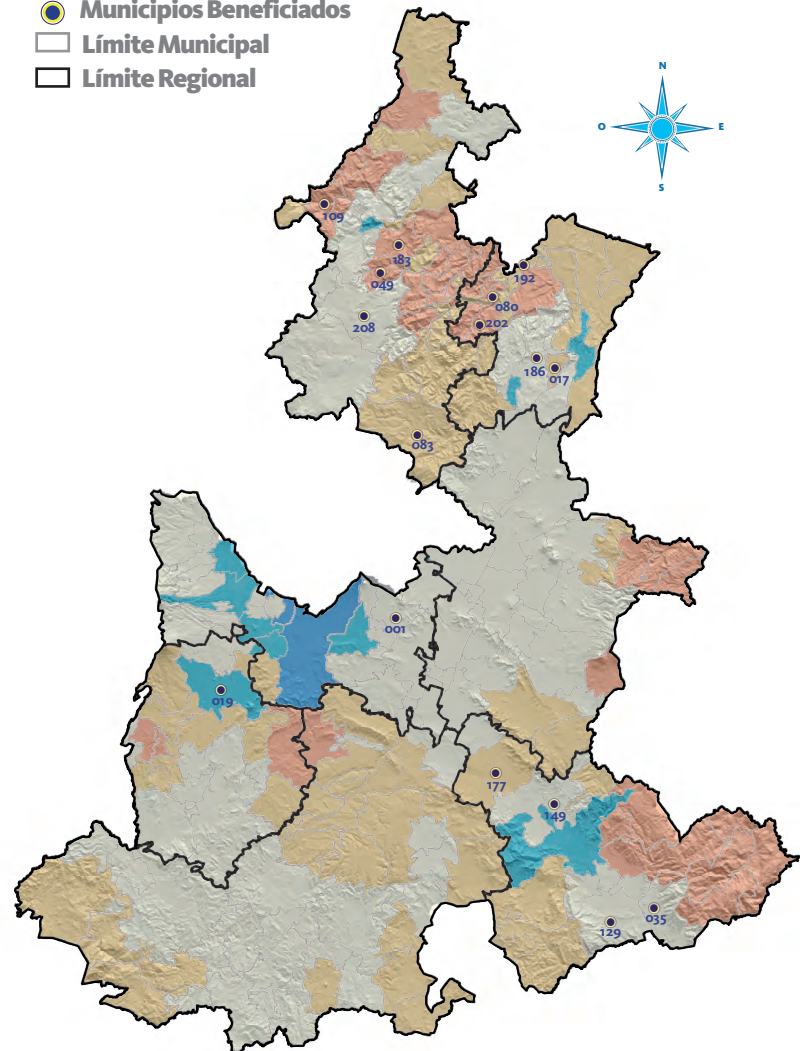 Municipios Beneficiados
Límite Municipal
Límite Regional
N
O
E
S
109
183
192
049
080
208
202
186
017
083
001
019
177
149
035
129